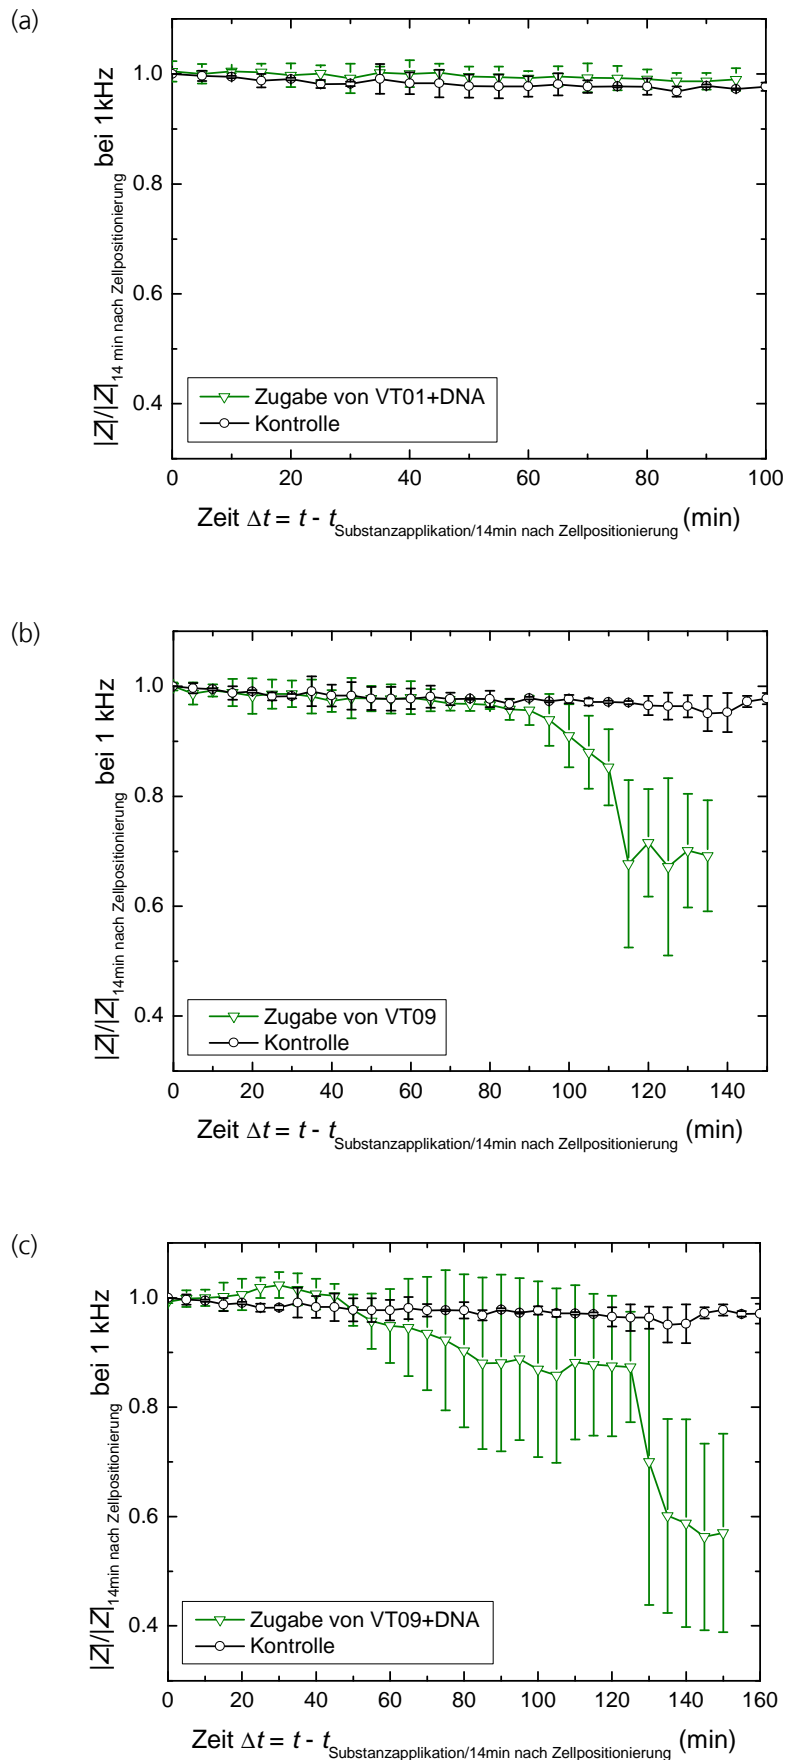 (a)
1.0
0.8
0.6
0.4
|Z|/|Z|14 min nach Zellpositionierung bei 1kHz
Zugabe von VT01+DNA
Kontrolle
0 20 40 60 80 100
Zeit Δt = t - tSubstanzapplikation/14min nach Zellpositionierung (min)
(b)
1.0
0.8
0.6
0.4
|Z|/|Z|14min nach Zellpositionierung bei 1 kHz
Zugabe von VT09
Kontrolle
0 20 40 60 80 100 120 140
Zeit Δt = t - tSubstanzapplikation/14min nach Zellpositionierung (min)
(c)
1.0
0.8
0.6
0.4
|Z|/|Z|14min nach Zellpositionierung bei 1 kHz
Zugabe von VT09+DNA
Kontrolle
0 20 40 60 80 100 120 140 160
Zeit Δt = t - tSubstanzapplikation/14min nach Zellpositionierung (min)